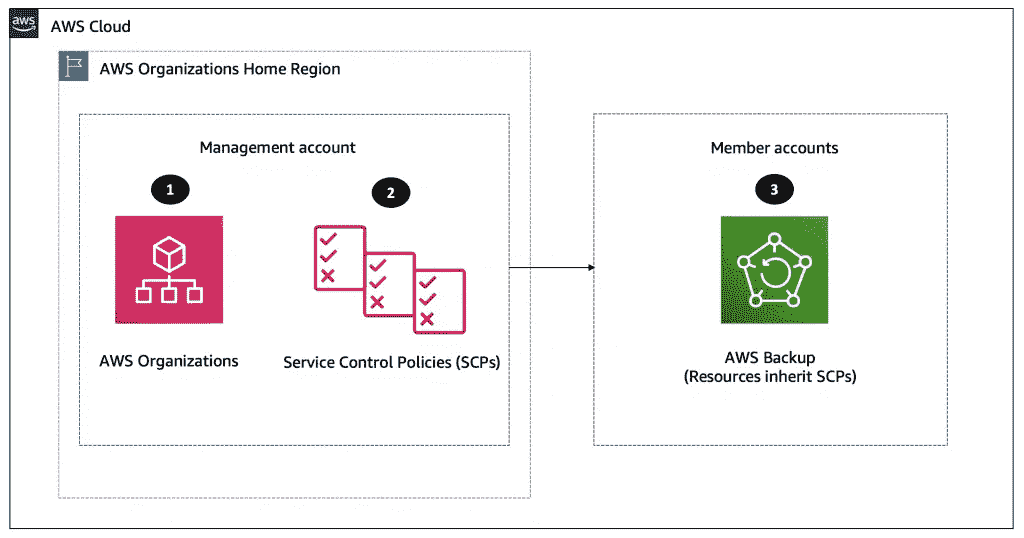 aws
AWS Cloud
AWS Organizations Home Region
Management account
Member accounts
1
2
3
AWS Organizations
Service Control Policies (SCPs)
AWS Backup
(Resources inherit SCPs)